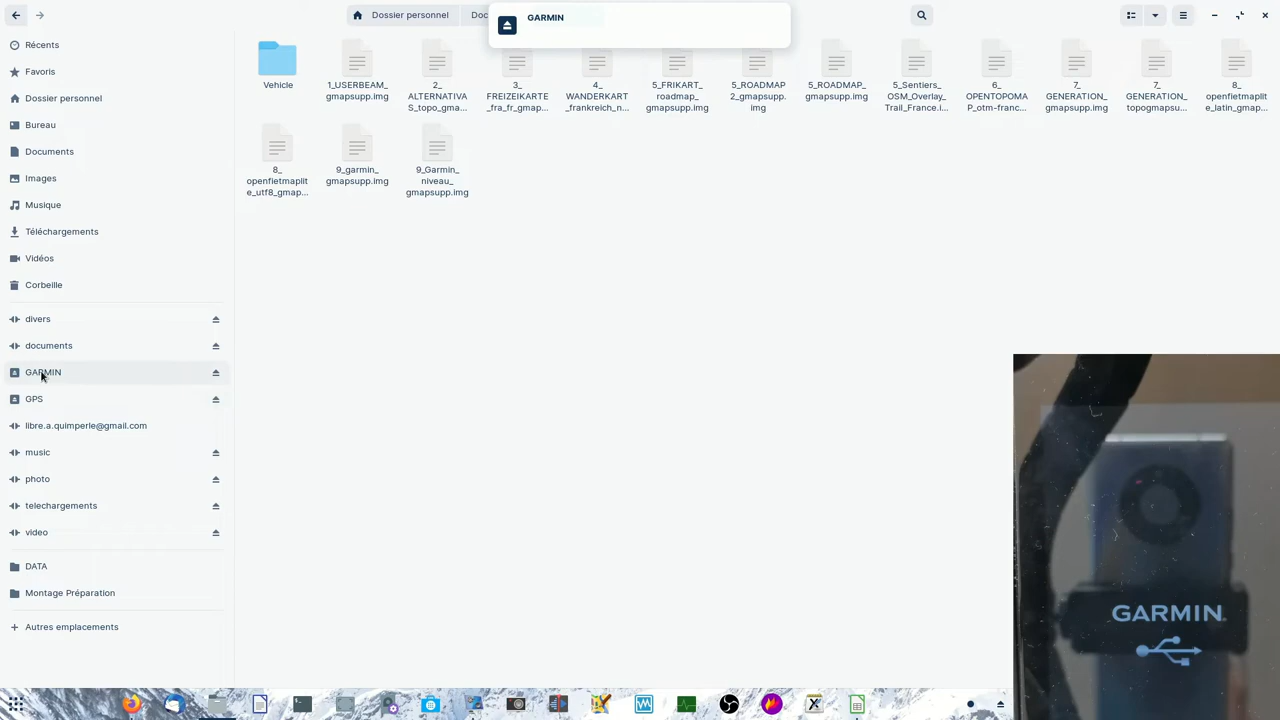 Dossier personnel
Doc
GARMIN
Récents
Favoris
Dossier personnel
Bureau
Documents
Images
Musique
Téléchargements
Vidéos
Corbeille
divers
documents
GARMIN
GPS
libre.a.quimperle@gmail.com
music
photo
telechargements
video
DATA
Montage Préparation
Autres emplacements
Vehicle
1_USERBEAM_
gmapsupp.img
2_
ALTERNATIVA
S_topo_gma...
3_
FREIZEIKARTE
_fra_fr_gmap...
4_
WANDERKART
_frankreich_n...
5_FRIKART_
roadmap_
gmapsupp.img
5_ROADMAP
2_gmapsupp.
img
5_ROADMAP_
gmapsupp.img
5_Sentiers_
OSM_Overlay_
Trail_France.i...
6_
OPENTOPOMA
P_otm-franc...
7_
GENERATION_
gmapsupp.img
7_
GENERATION_
topogmapsu...
8_
openfietmaplit
e_latin_gmap...
8_
openfietmaplit
e_utf8_gmap...
9_garmin_
gmapsupp.img
9_Garmin_
niveau_
gmapsupp.img
GARMIN